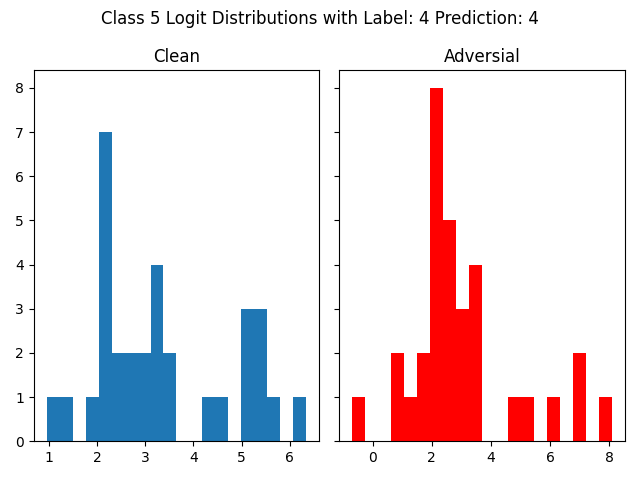 Class 5 Logit Distributions with Label: 4 Prediction: 4
Clean
Adversial
8
7
6
5
4
3
2
1
0
1 2 3 4 5 6
0 2 4 6 8